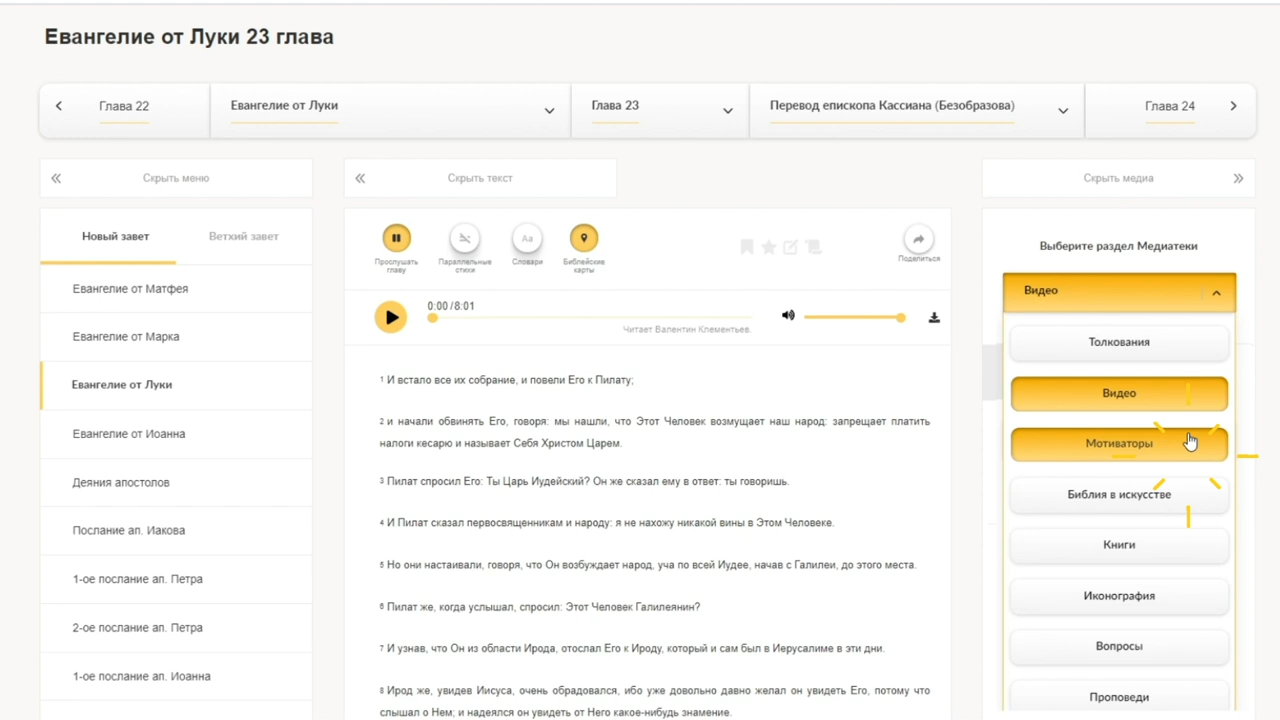 Евангелие от Луки 23 глава
Глава 22
Евангелие от Луки
Глава 23
Перевод епископа Кассиана (Безобразова)
Глава 24
Скрыть меню
Скрыть текст
Скрыть медиа
Новый завет
Ветхий завет
Евангелие от Матфея
Евангелие от Марка
Евангелие от Луки
Евангелие от Иоанна
Деяния апостолов
Послание ап. Иакова
1-ое послание ап. Петра
2-ое послание ап. Петра
1-ое послание ап. Иоанна
Прослушать
главу
Параллельные
стихи
Aa
Словари
Библейские
карты
Поделиться
0:00 / 8:01
Читает Валентин Клементьев.
1 И встало все их собрание, и повели Его к Пилату;
2 и начали обвинять Его, говоря: мы нашли, что Этот Человек возмущает наш народ: запрещает платить
налоги кесарю и называет Себя Христом Царем.
3 Пилат спросил Его: Ты Царь Иудейский? Он же сказал ему в ответ: ты говоришь.
4 И Пилат сказал первосвященникам и народу: я не нахожу никакой вины в Этом Человеке.
5 Но они настаивали, говоря, что Он возбуждает народ, уча по всей Иудее, начав с Галилеи, до этого места.
6 Пилат же, когда услышал, спросил: Этот Человек Галилеянин?
7 И узнав, что Он из области Ирода, отослал Его к Ироду, который и сам был в Иерусалиме в эти дни.
8 Ирод же, увидев Иисуса, очень обрадовался, ибо уже довольно давно желал он увидеть Его, потому что
слышал о Нем; и надеялся он увидеть от Него какое-нибудь знамение.
Выберите раздел Медиатеки
Видео
Толкования
Видео
Мотиваторы
Библия в искусстве
Книги
Иконография
Вопросы
Проповеди